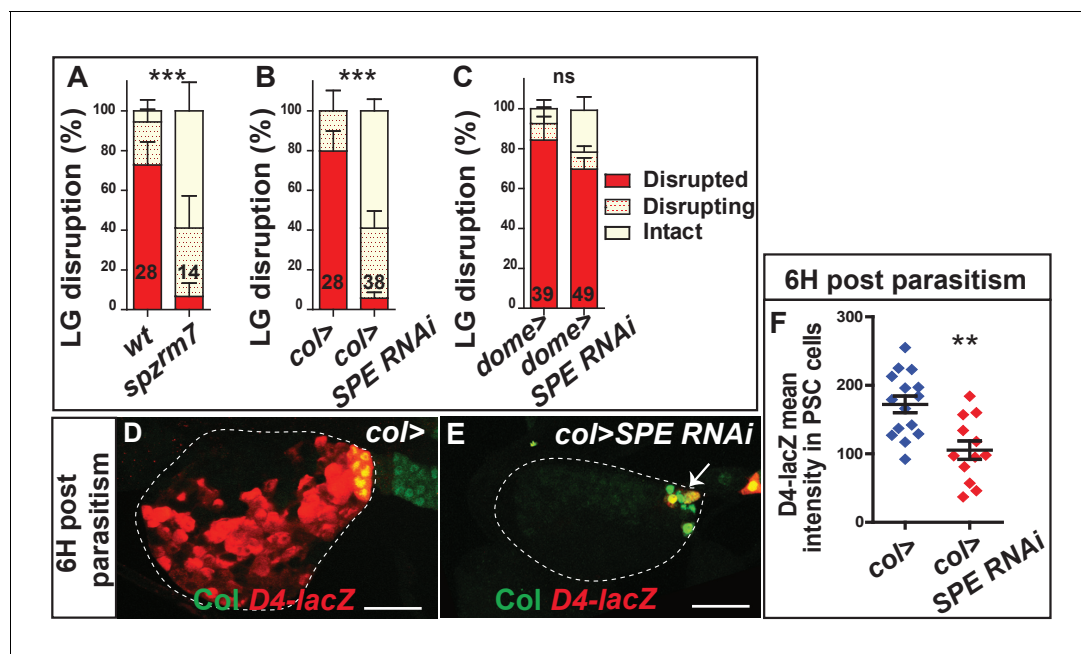 A
***
B
***
C
ns
LG disruption (%)
100
80
60
40
20
0
28
14
wt
spzrm7
LG disruption (%)
100
80
60
40
20
0
28
38
col>
col>
SPE RNAi
LG disruption (%)
100
80
60
40
20
0
39
49
dome>
dome>
SPE RNAi
Disrupted
Disrupting
Intact
6H post
parasitism
D
col>
Col D4-lacZ
E
col>SPE RNAi
Col D4-lacZ
6H post parasitism
F
**
D4-lacZ mean
intensity in PSC cells
300
200
100
0
col>
col>
SPE RNAi